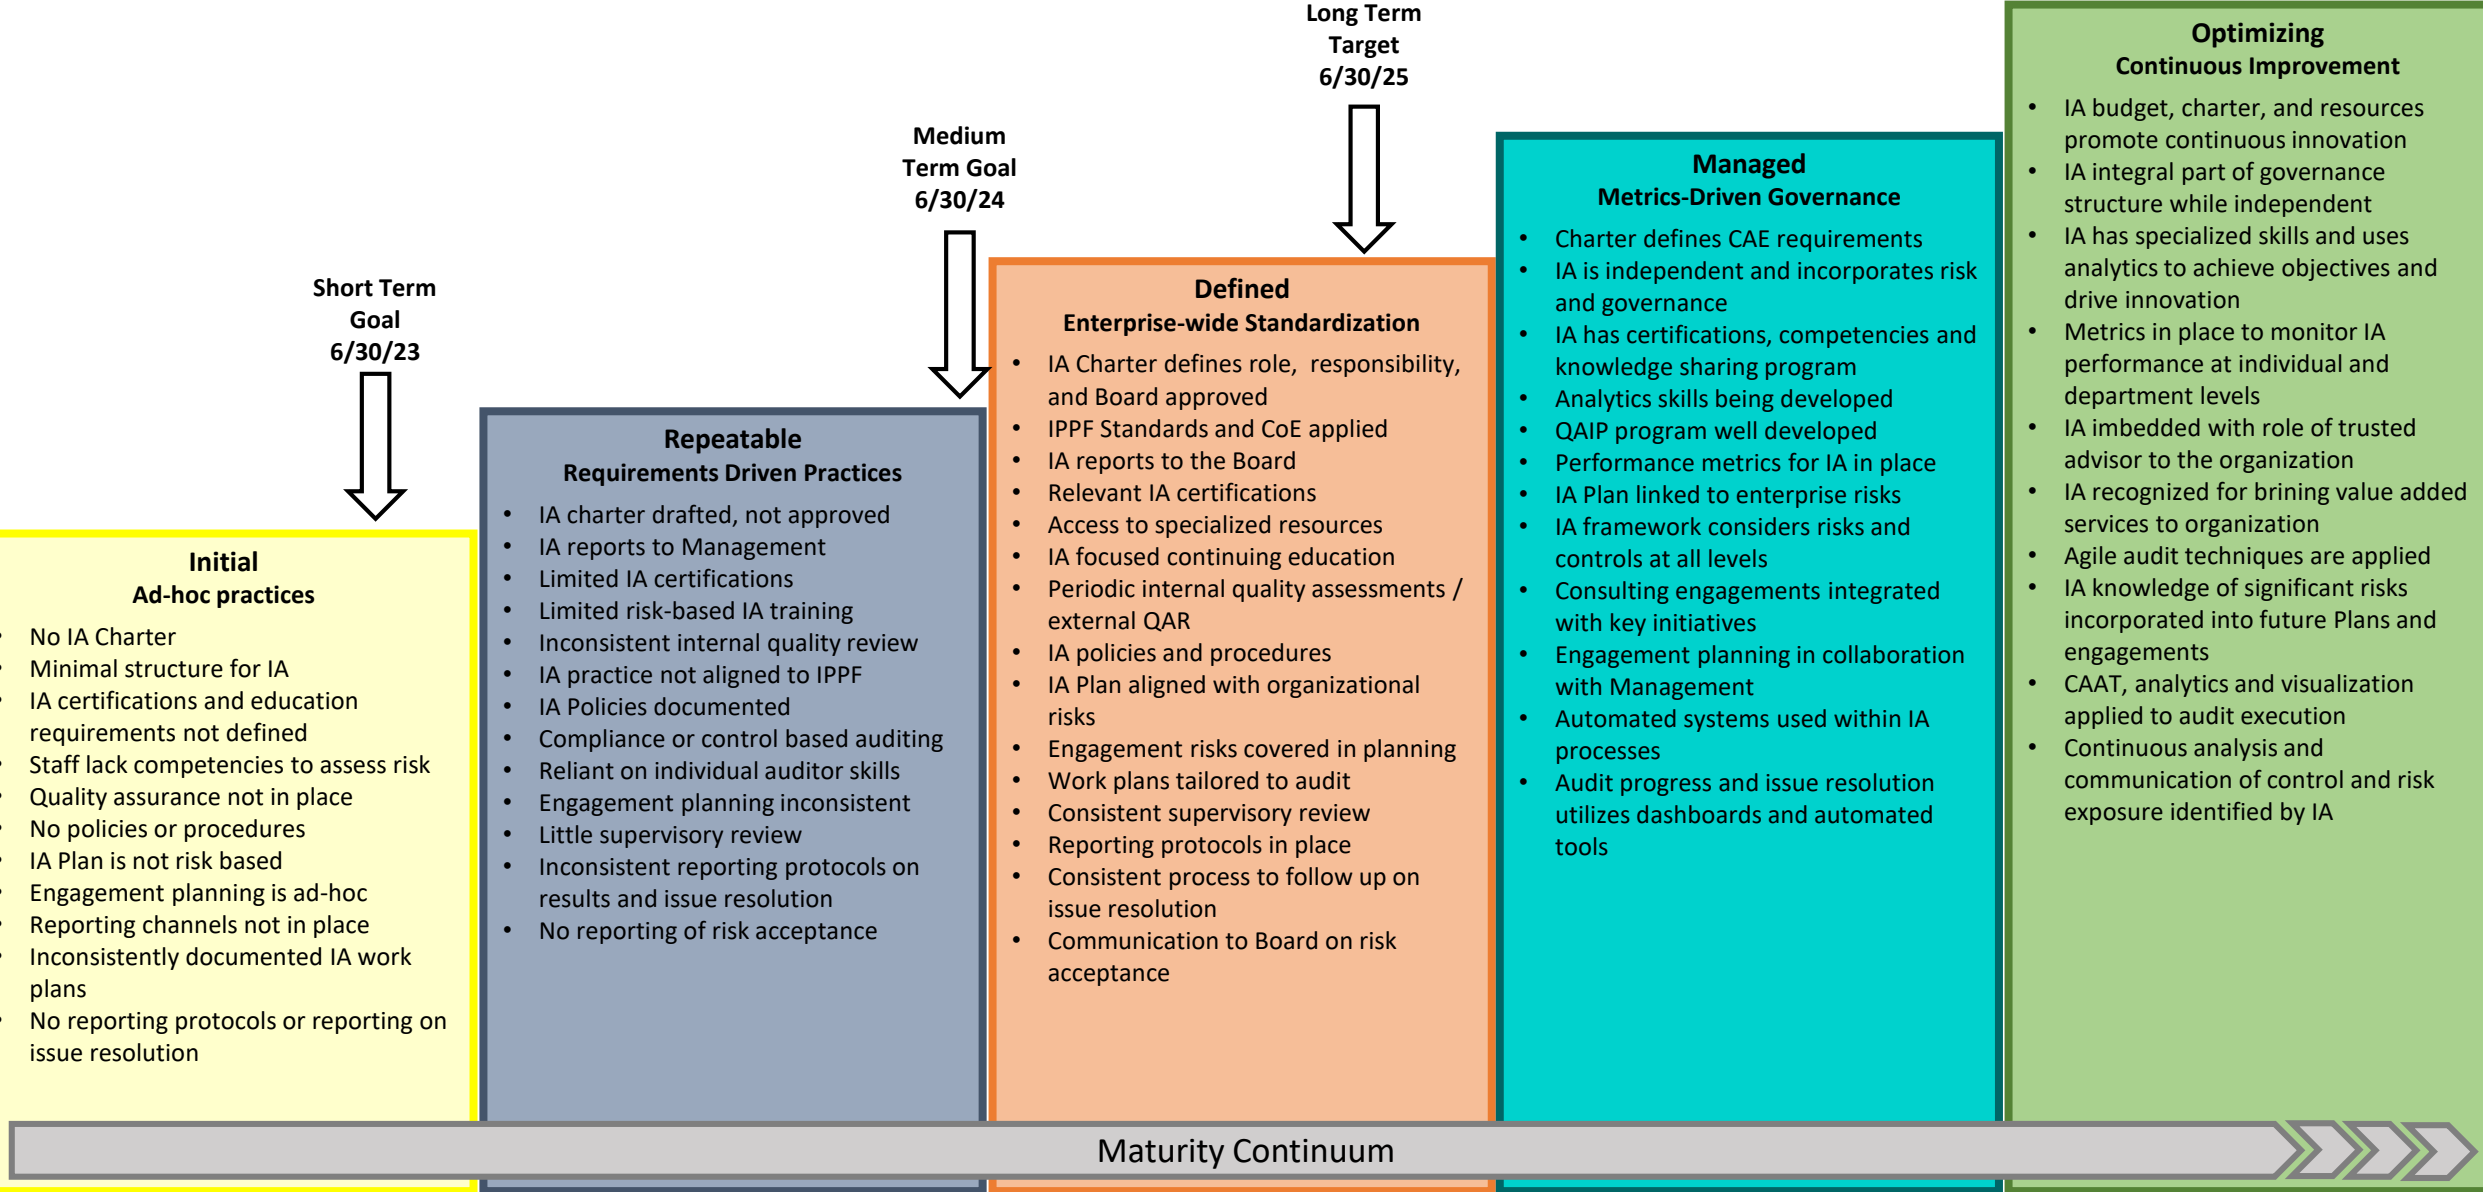 Short Term
Goal
6/30/23
Medium
Term Goal
6/30/24
Long Term
Target
6/30/25
Initial
Ad-hoc practices
• No IA Charter
• Minimal structure for IA
• IA certifications and education
requirements not defined
• Staff lack competencies to assess risk
• Quality assurance not in place
• No policies or procedures
• IA Plan is not risk based
• Engagement planning is ad-hoc
• Reporting channels not in place
• Inconsistently documented IA work
plans
• No reporting protocols or reporting on
issue resolution
Repeatable
Requirements Driven Practices
• IA charter drafted, not approved
• IA reports to Management
• Limited IA certifications
• Limited risk-based IA training
• Inconsistent internal quality review
• IA practice not aligned to IPPF
• IA Policies documented
• Compliance or control based auditing
• Reliant on individual auditor skills
• Engagement planning inconsistent
• Little supervisory review
• Inconsistent reporting protocols on
results and issue resolution
• No reporting of risk acceptance
Defined
Enterprise-wide Standardization
• IA Charter defines role, responsibility,
and Board approved
• IPPF Standards and CoE applied
• IA reports to the Board
• Relevant IA certifications
• Access to specialized resources
• IA focused continuing education
• Periodic internal quality assessments /
external QAR
• IA policies and procedures
• IA Plan aligned with organizational
risks
• Engagement risks covered in planning
• Work plans tailored to audit
• Consistent supervisory review
• Reporting protocols in place
• Consistent process to follow up on
issue resolution
• Communication to Board on risk
acceptance
Managed
Metrics-Driven Governance
• Charter defines CAE requirements
• IA is independent and incorporates risk
and governance
• IA has certifications, competencies and
knowledge sharing program
• Analytics skills being developed
• QAIP program well developed
• Performance metrics for IA in place
• IA Plan linked to enterprise risks
• IA framework considers risks and
controls at all levels
• Consulting engagements integrated
with key initiatives
• Engagement planning in collaboration
with Management
• Automated systems used within IA
processes
• Audit progress and issue resolution
utilizes dashboards and automated
tools
Optimizing
Continuous Improvement
• IA budget, charter, and resources
promote continuous innovation
• IA integral part of governance
structure while independent
• IA has specialized skills and uses
analytics to achieve objectives and
drive innovation
• Metrics in place to monitor IA
performance at individual and
department levels
• IA imbedded with role of trusted
advisor to the organization
• IA recognized for brining value added
services to organization
• Agile audit techniques are applied
• IA knowledge of significant risks
incorporated into future Plans and
engagements
• CAAT, analytics and visualization
applied to audit execution
• Continuous analysis and
communication of control and risk
exposure identified by IA
Maturity Continuum